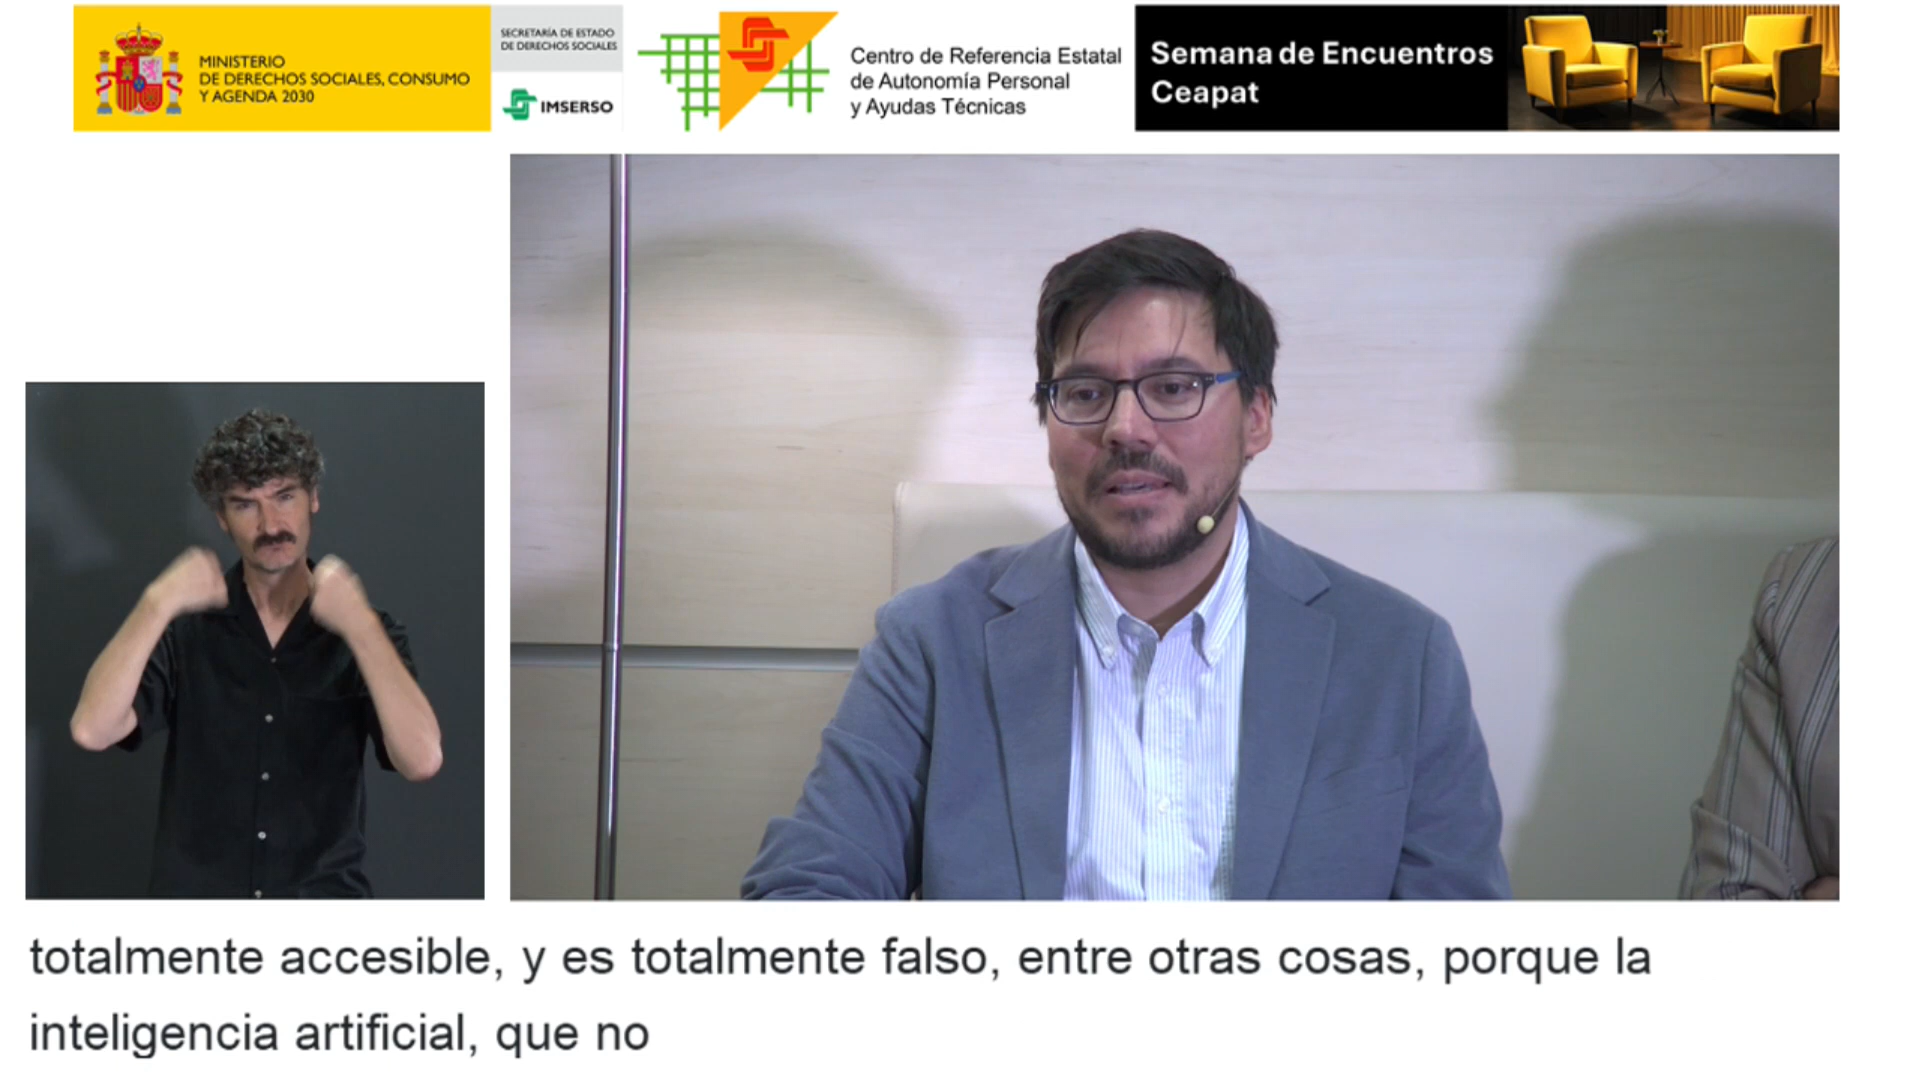 MINISTERIO
DE DERECHOS SOCIALES, CONSUMO
Y AGENDA 2030
SECRETARÍA DE ESTADO
DE DERECHOS SOCIALES
IMSERSO
Centro de Referencia Estatal
de Autonomía Personal
y Ayudas Técnicas
Semana de Encuentros
Ceapat
totalmente accesible, y es totalmente falso, entre otras cosas, porque la
inteligencia artificial, que no